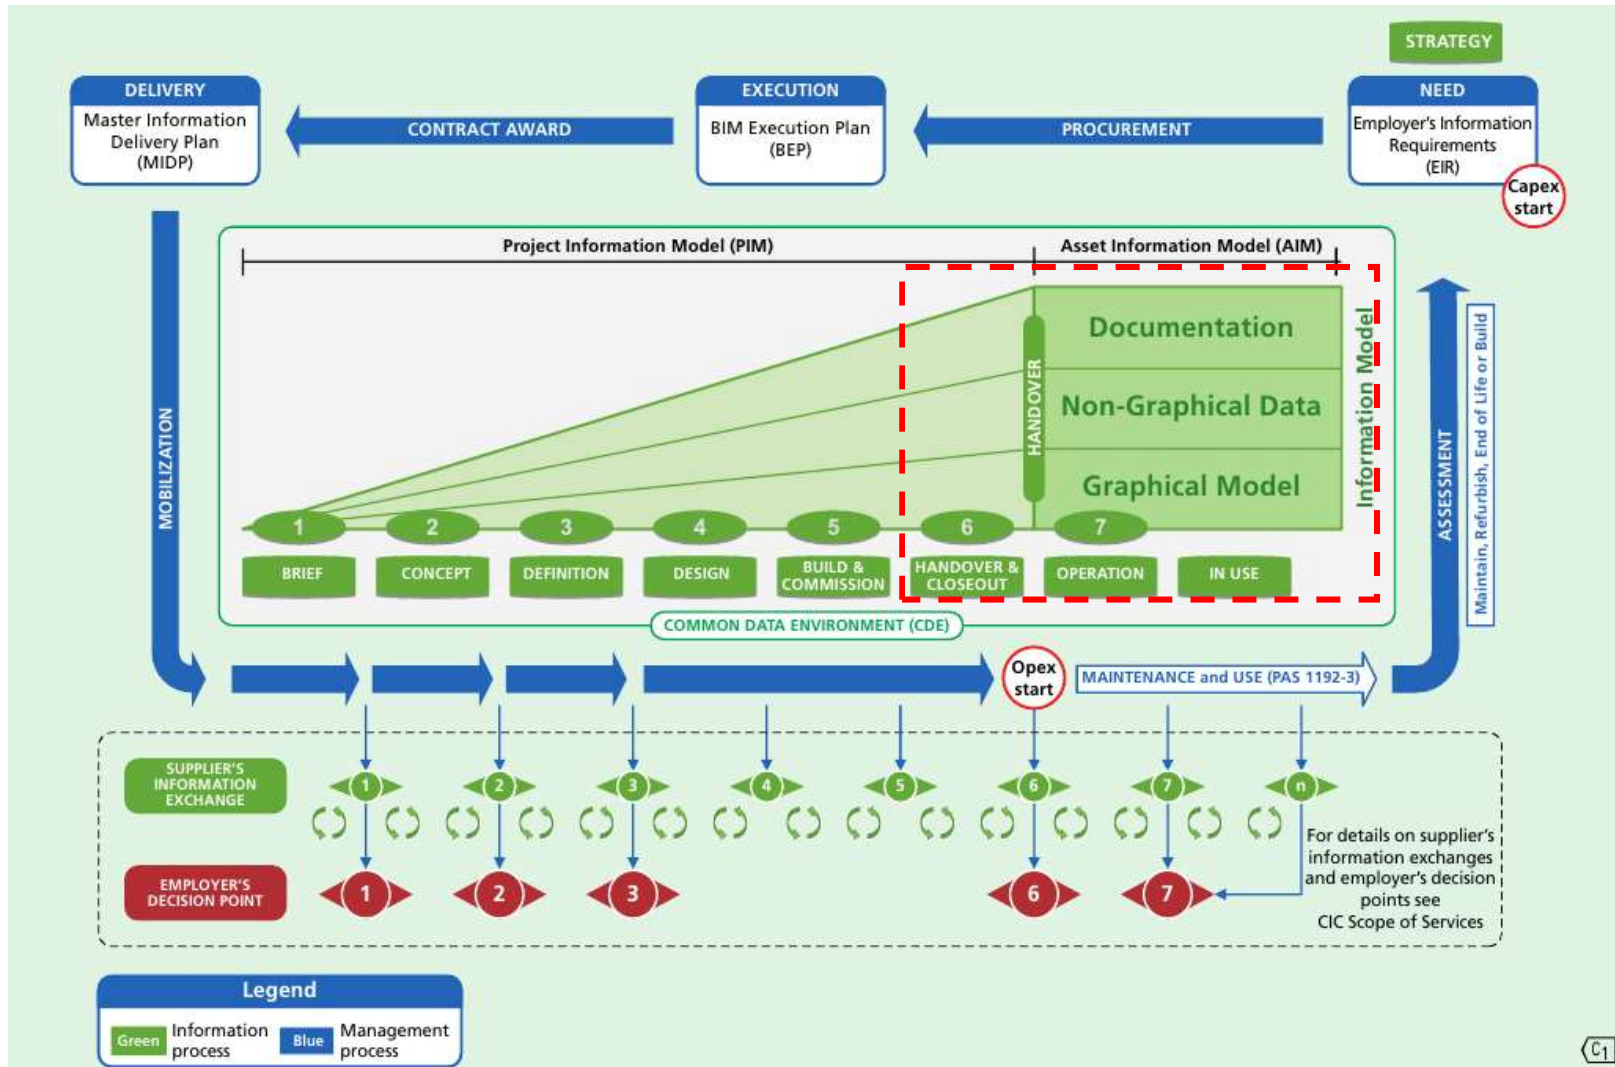 STRATEGY
DELIVERY
Master Information
Delivery Plan
(MIDP)
CONTRACT AWARD
EXECUTION
BIM Execution Plan
(BEP)
PROCUREMENT
NEED
Employer's Information
Requirements
(EIR)
Capex
start
Project Information Model (PIM)
Asset Information Model (AIM)
Documentation
Non-Graphical Data
Graphical Model
HANDOVER
Information Model
MOBILIZATION
ASSESSMENT
Maintain, Refurbish, End of Life or Build
1
2
3
4
5
6
7
BRIEF
CONCEPT
DEFINITION
DESIGN
BUILD &
COMMISSION
HANDOVER &
CLOSEOUT
OPERATION
IN USE
COMMON DATA ENVIRONMENT (CDE)
Opex
start
MAINTENANCE and USE (PAS 1192-3)
SUPPLIER'S
INFORMATION
EXCHANGE
1
2
3
4
5
6
7
n
For details on supplier's
information exchanges
and employer's decision
points see
CIC Scope of Services
EMPLOYER'S
DECISION POINT
1
2
3
6
7
Legend
Green
Information
process
Blue
Management
process
C1